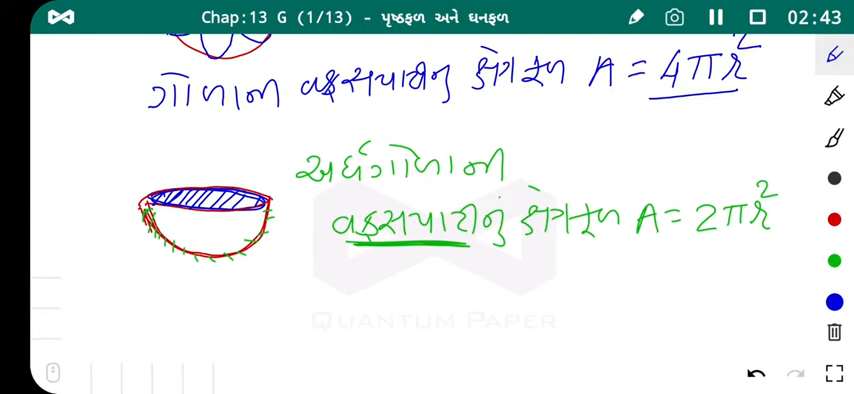 Chap:13 G (1/13) - પૃષ્ઠફળ અને ઘનફળ
02:43
ગોળાની વક્રસપાટીનું ક્ષેત્રફળ A = 4πr²
અર્ધગોળાની
વક્રસપાટીનું ક્ષેત્રફળ A = 2πr²
QUANTUM PAPER